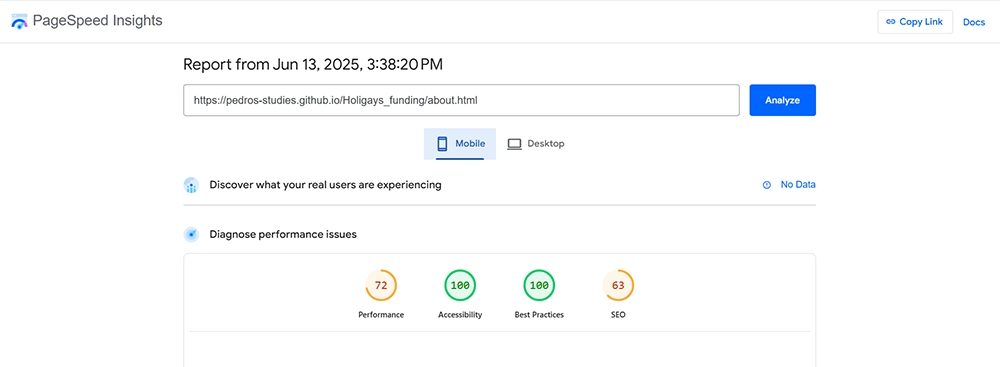 PageSpeed Insights
Copy Link
Docs
Report from Jun 13, 2025, 3:38:20 PM
https://pedros-studies.github.io/Holigays_funding/about.html
Analyze
Mobile
Desktop
Discover what your real users are experiencing
No Data
Diagnose performance issues
72
100
100
63
Performance
Accessibility
Best Practices
SEO